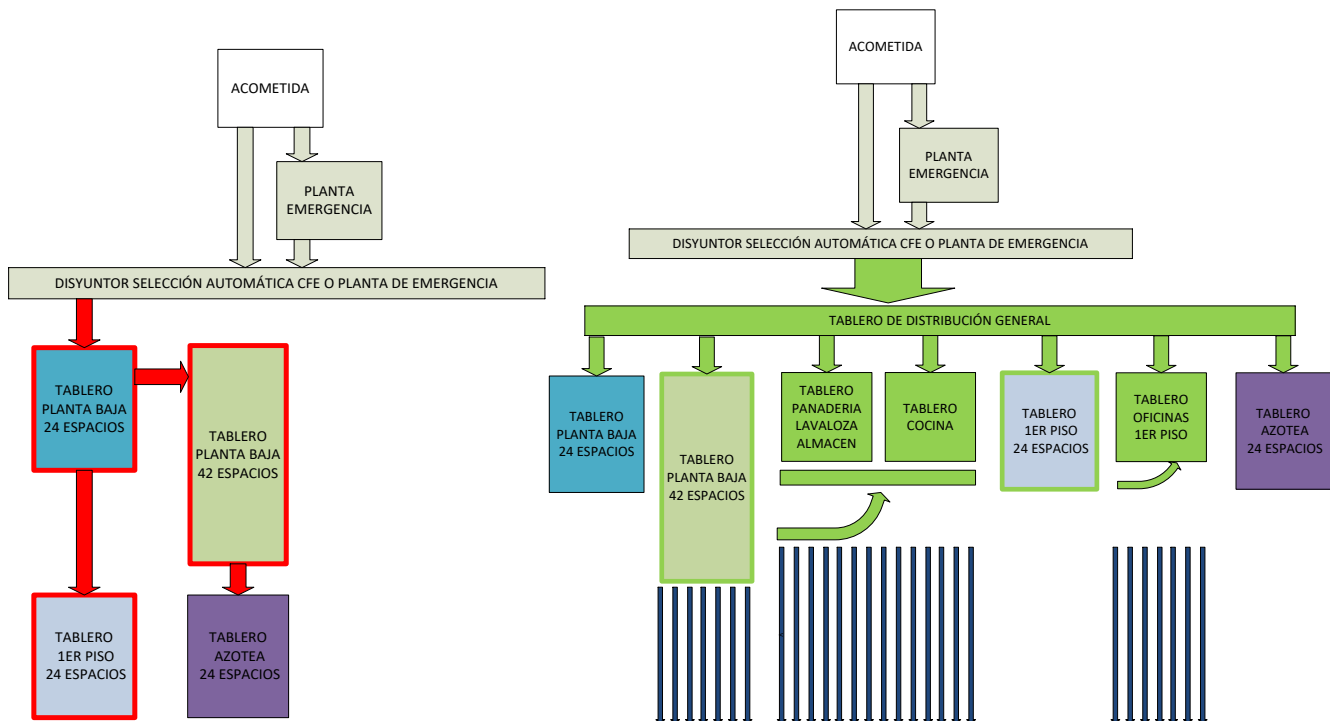 ACOMETIDA
PLANTA
EMERGENCIA
DISYUNTOR SELECCIÓN AUTOMÁTICA CFE O PLANTA DE EMERGENCIA
TABLERO
PLANTA BAJA
24 ESPACIOS
TABLERO
PLANTA BAJA
42 ESPACIOS
TABLERO
1ER PISO
24 ESPACIOS
TABLERO
AZOTEA
24 ESPACIOS
ACOMETIDA
PLANTA
EMERGENCIA
DISYUNTOR SELECCIÓN AUTOMÁTICA CFE O PLANTA DE EMERGENCIA
TABLERO DE DISTRIBUCIÓN GENERAL
TABLERO
PLANTA BAJA
24 ESPACIOS
TABLERO
PLANTA BAJA
42 ESPACIOS
TABLERO
PANADERIA
LAVALOZA
ALMACEN
TABLERO
COCINA
TABLERO
1ER PISO
24 ESPACIOS
TABLERO
OFICINAS
1ER PISO
TABLERO
AZOTEA
24 ESPACIOS